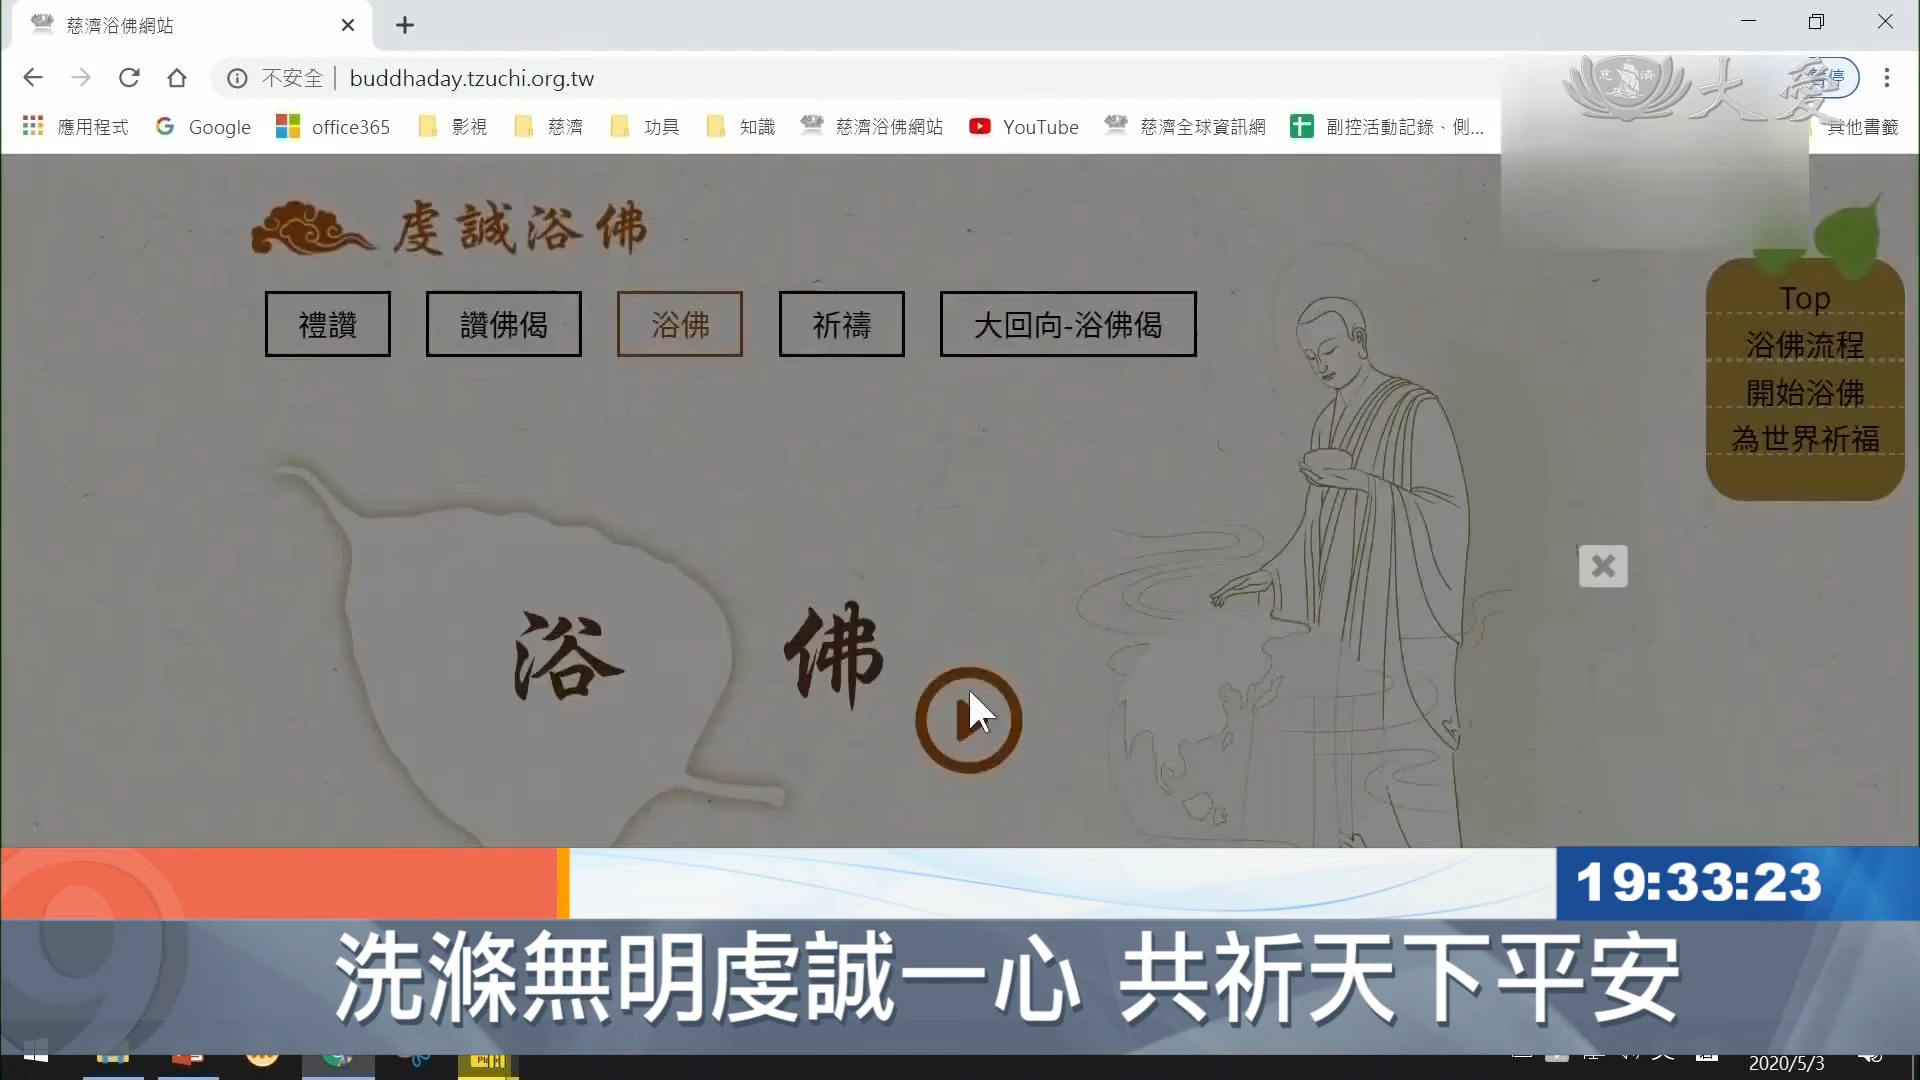 慈濟浴佛網站
不安全 | buddhaday.tzuchi.org.tw
應用程式 Google office365 影視 慈濟 功具 知識 慈濟浴佛網站 YouTube 慈濟全球資訊網 副控活動記錄、側... 其他書籤
慈濟 大愛
虔誠浴佛
禮讚 讚佛偈 浴佛 祈禱 大回向-浴佛偈
Top
浴佛流程
開始浴佛
為世界祈福
浴佛
19:33:23
洗滌無明虔誠一心 共祈天下平安
2020/5/3